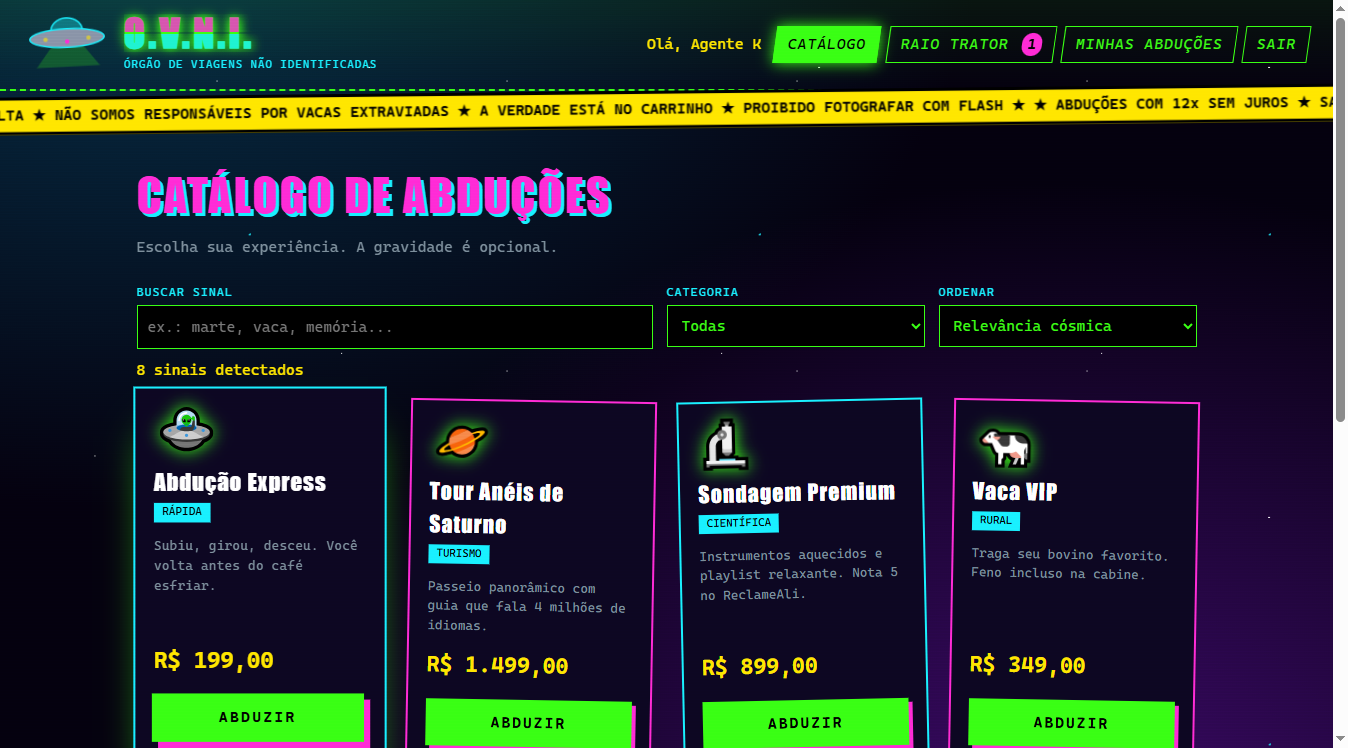 O.V.N.I.
ÓRGÃO DE VIAGENS NÃO IDENTIFICADAS
Olá, Agente K
CATÁLOGO
RAIO TRATOR 1
MINHAS ABDUÇÕES
SAIR
LTA ★ NÃO SOMOS RESPONSÁVEIS POR VACAS EXTRAVIADAS ★ A VERDADE ESTÁ NO CARRINHO ★ PROIBIDO FOTOGRAFAR COM FLASH ★ ★ ABDUÇÕES COM 12x SEM JUROS ★ SA
CATÁLOGO DE ABDUÇÕES
Escolha sua experiência. A gravidade é opcional.
BUSCAR SINAL
ex.: marte, vaca, memória...
CATEGORIA
Todas
ORDENAR
Relevância cósmica
8 sinais detectados
Abdução Express
RÁPIDA
Subiu, girou, desceu. Você
volta antes do café
esfriar.
R$ 199,00
ABDUZIR
Tour Anéis de
Saturno
TURISMO
Passeio panorâmico com
guia que fala 4 milhões de
idiomas.
R$ 1.499,00
ABDUZIR
Sondagem Premium
CIENTÍFICA
Instrumentos aquecidos e
playlist relaxante. Nota 5
no ReclameAli.
R$ 899,00
ABDUZIR
Vaca VIP
RURAL
Traga seu bovino favorito.
Feno incluso na cabine.
R$ 349,00
ABDUZIR